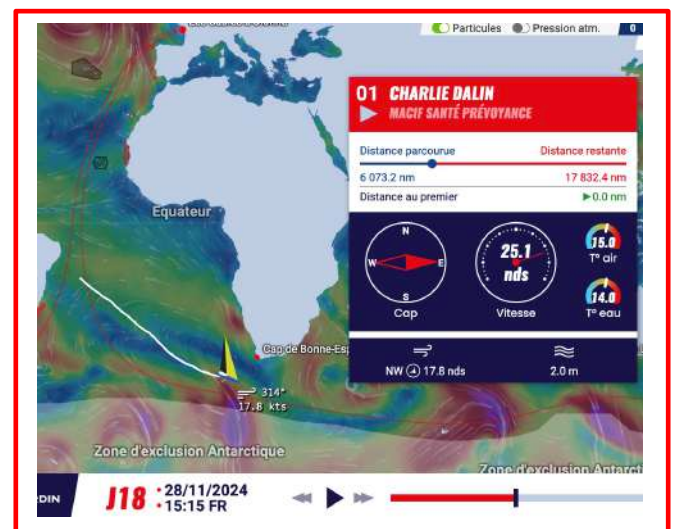 Particules Pression atm. 0
01 CHARLIE DALIN
MACIF SANTÉ PRÉVOYANCE
Distance parcourue Distance restante
6 073.2 nm 17 832.4 nm
Distance au premier ▶0.0 nm
Equateur
N
W E
S
Cap
25.1
nds
Vitesse
15.0
T° air
14.0
T° eau
Cap de Bonne-Esp
NW 17.8 nds 2.0 m
314°
17.8 kts
Zone d'exclusion Antarctique
Zone d'exclusion Antarct
DIN J18 28/11/2024
15:15 FR